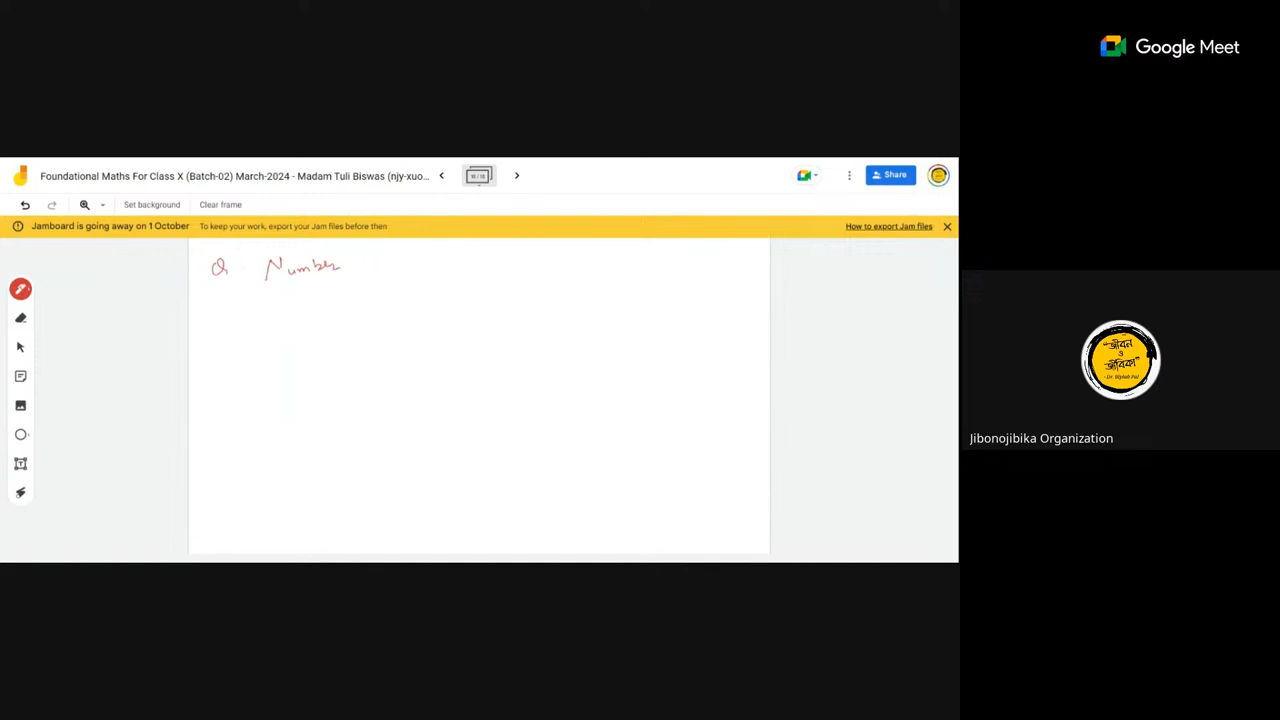 Google Meet
Foundational Maths For Class X (Batch-02) March-2024 - Madam Tuli Biswas (njy-xuo...
Share
Set background
Clear frame
Jamboard is going away on 1 October
To keep your work, export your Jam files before then
How to export Jam files
Q. Number
"জীবন
ও
জীবিকা"
Jibonojibika Organization